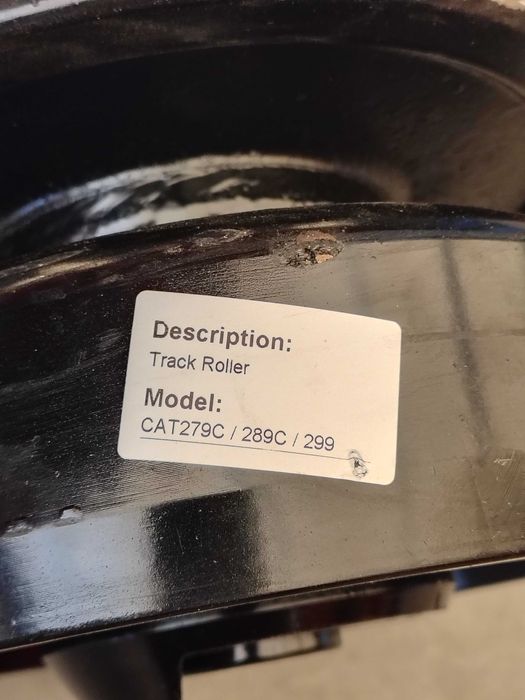 Description:
Track Roller
Model:
CAT279C / 289C / 299